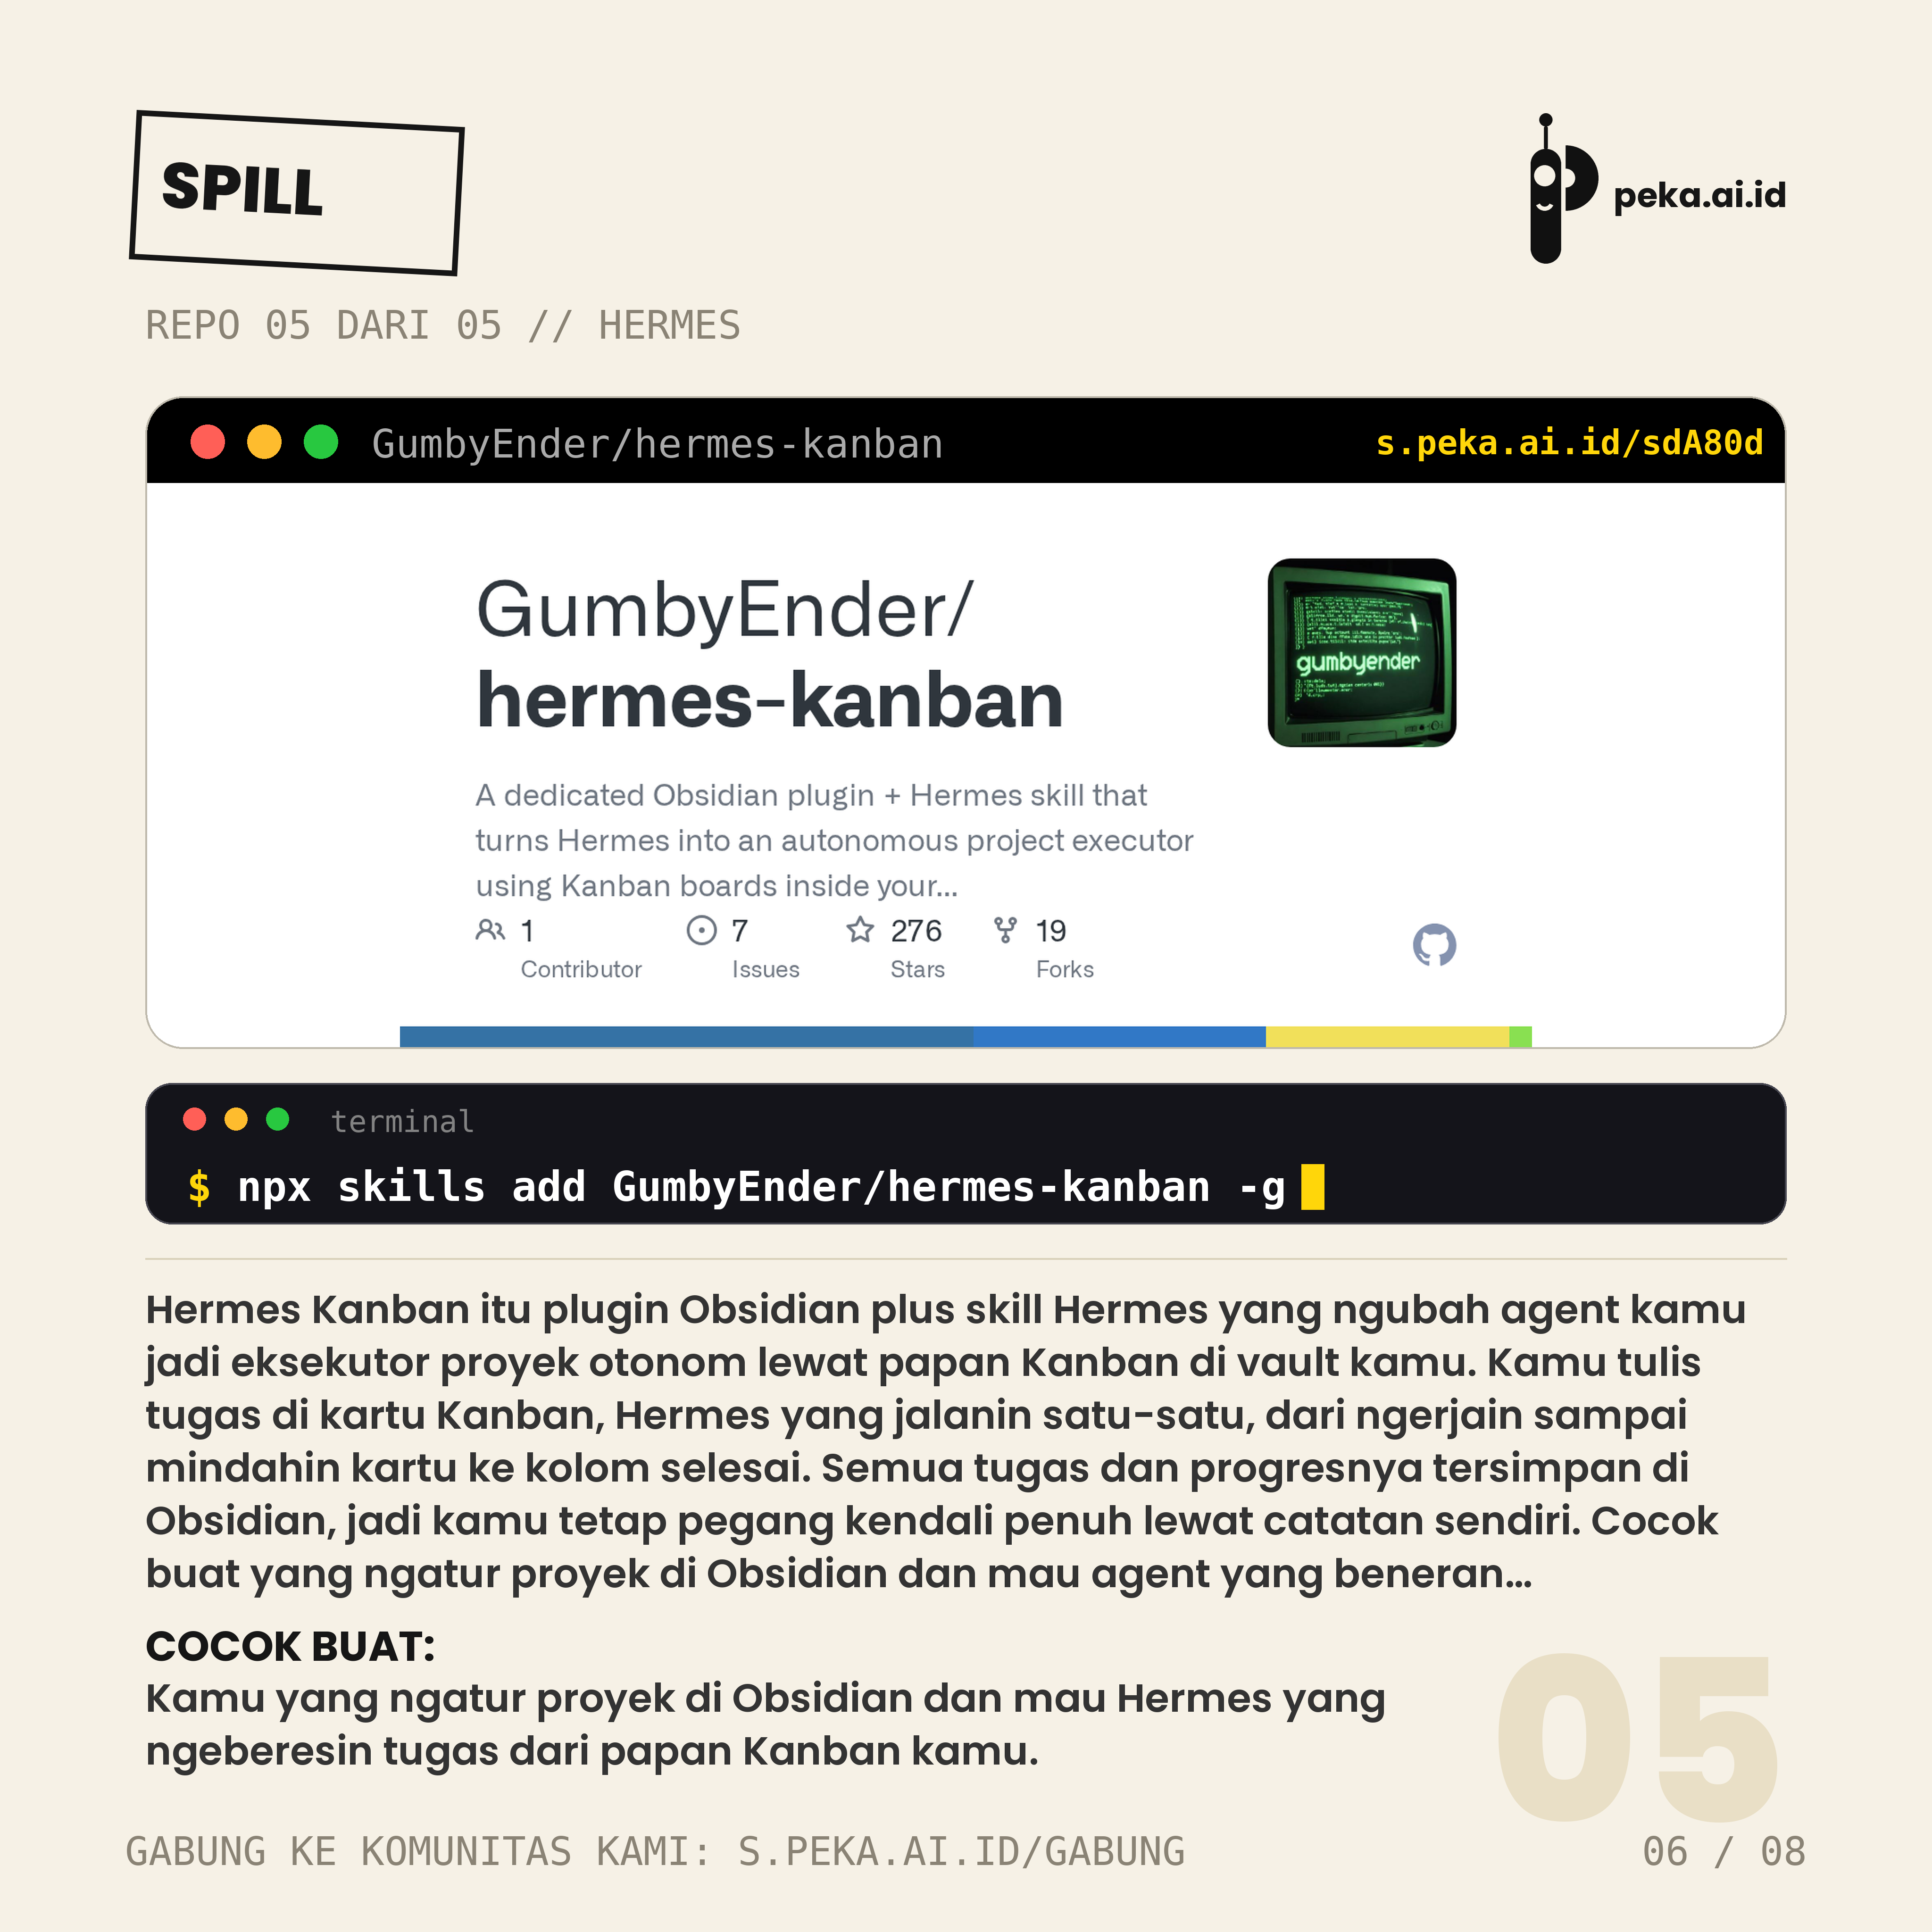 SPILL
peka.ai.id
REPO 05 DARI 05 // HERMES
GumbyEnder/hermes-kanban
s.peka.ai.id/sdA80d
GumbyEnder/
hermes-kanban
gumbyender
A dedicated Obsidian plugin + Hermes skill that
turns Hermes into an autonomous project executor
using Kanban boards inside your...
1
Contributor
7
Issues
276
Stars
19
Forks
terminal
$ npx skills add GumbyEnder/hermes-kanban -g
Hermes Kanban itu plugin Obsidian plus skill Hermes yang ngubah agent kamu
jadi eksekutor proyek otonom lewat papan Kanban di vault kamu. Kamu tulis
tugas di kartu Kanban, Hermes yang jalanin satu-satu, dari ngerjain sampai
mindahin kartu ke kolom selesai. Semua tugas dan progresnya tersimpan di
Obsidian, jadi kamu tetap pegang kendali penuh lewat catatan sendiri. Cocok
buat yang ngatur proyek di Obsidian dan mau agent yang beneran...
COCOK BUAT:
Kamu yang ngatur proyek di Obsidian dan mau Hermes yang
ngeberesin tugas dari papan Kanban kamu.
05
GABUNG KE KOMUNITAS KAMI: S.PEKA.AI.ID/GABUNG
06 / 08